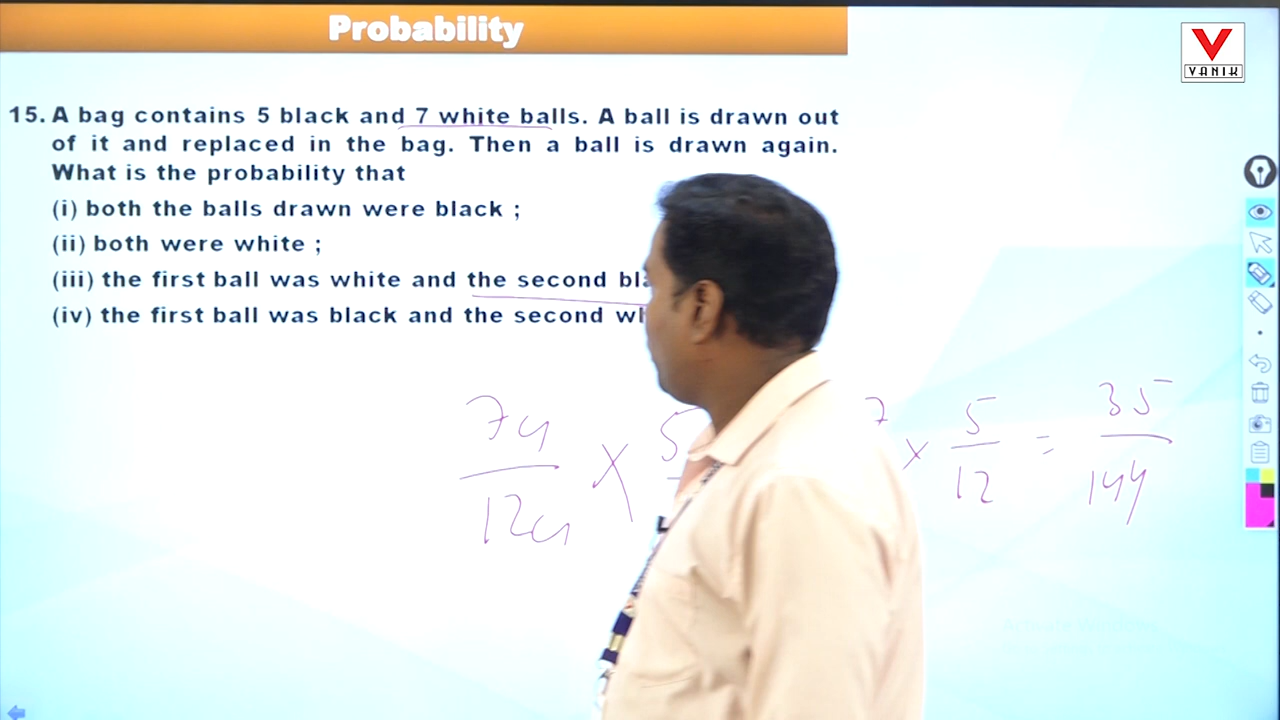 Probability
VANIK
15. A bag contains 5 black and 7 white balls. A ball is drawn out
of it and replaced in the bag. Then a ball is drawn again.
What is the probability that
(i) both the balls drawn were black ;
(ii) both were white ;
(iii) the first ball was white and the second
(iv) the first ball was black and the second
7c1 / 12c1 × 5
7 × 5/12 = 35/144